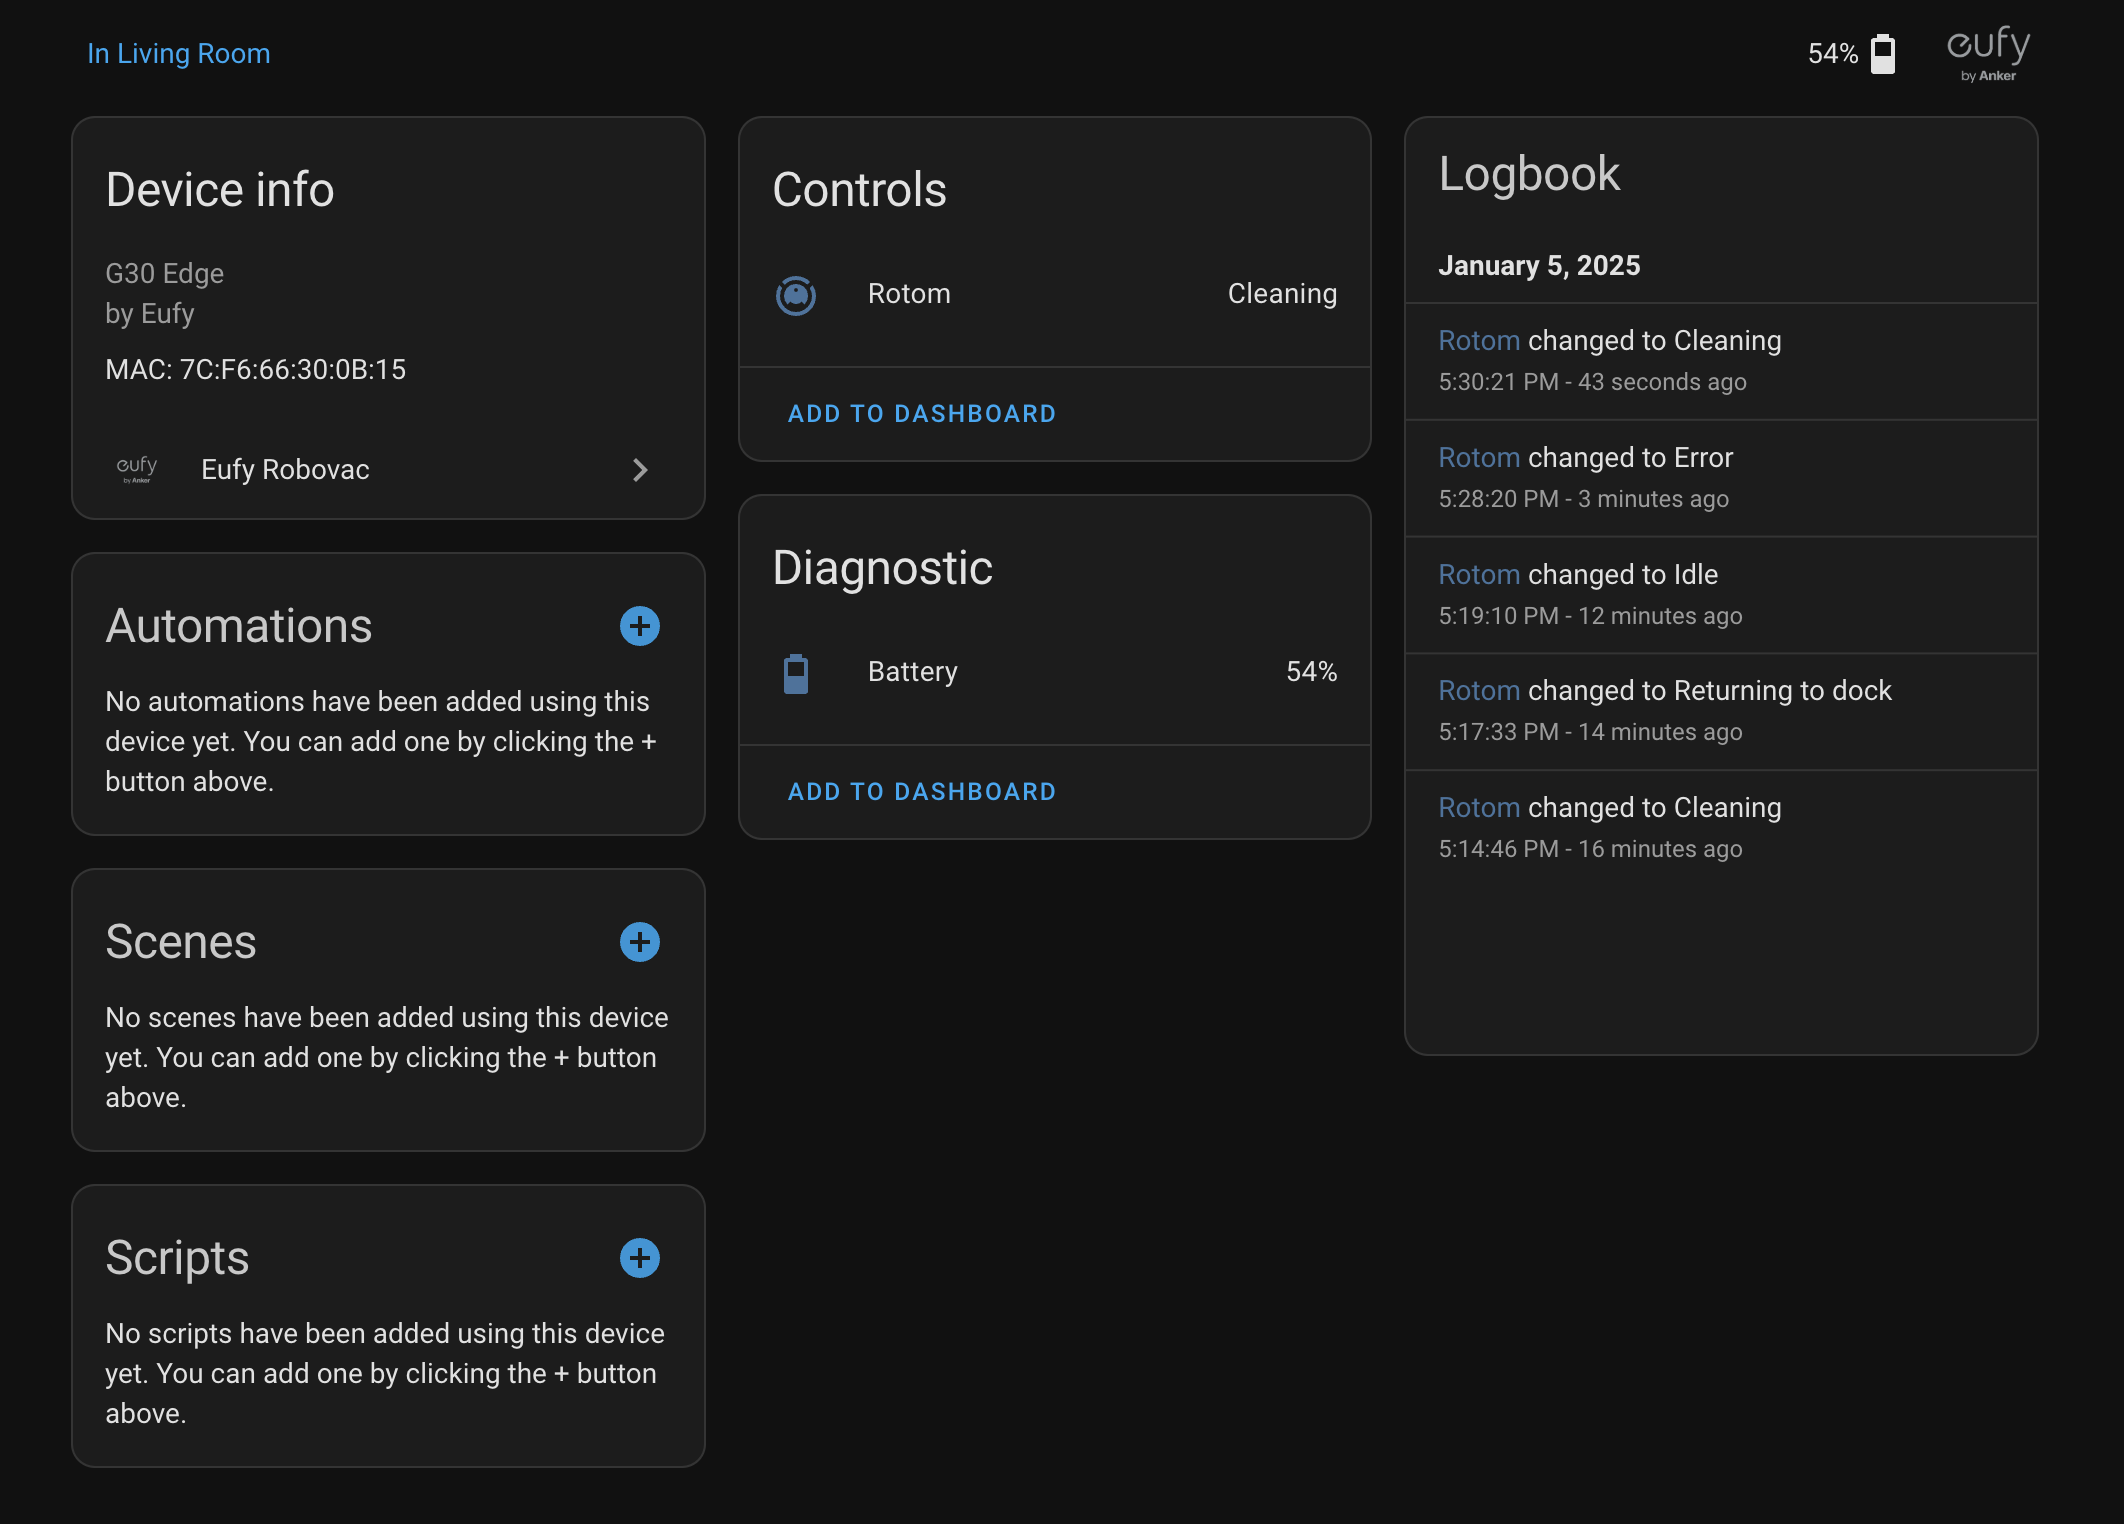 In Living Room
54%
eufy
by Anker
Device info
G30 Edge
by Eufy
MAC: 7C:F6:66:30:0B:15
eufy
by Anker
Eufy Robovac
Automations
No automations have been added using this
device yet. You can add one by clicking the +
button above.
Scenes
No scenes have been added using this device
yet. You can add one by clicking the + button
above.
Scripts
No scripts have been added using this device
yet. You can add one by clicking the + button
above.
Controls
Rotom Cleaning
ADD TO DASHBOARD
Diagnostic
Battery 54%
ADD TO DASHBOARD
Logbook
January 5, 2025
Rotom changed to Cleaning
5:30:21 PM - 43 seconds ago
Rotom changed to Error
5:28:20 PM - 3 minutes ago
Rotom changed to Idle
5:19:10 PM - 12 minutes ago
Rotom changed to Returning to dock
5:17:33 PM - 14 minutes ago
Rotom changed to Cleaning
5:14:46 PM - 16 minutes ago